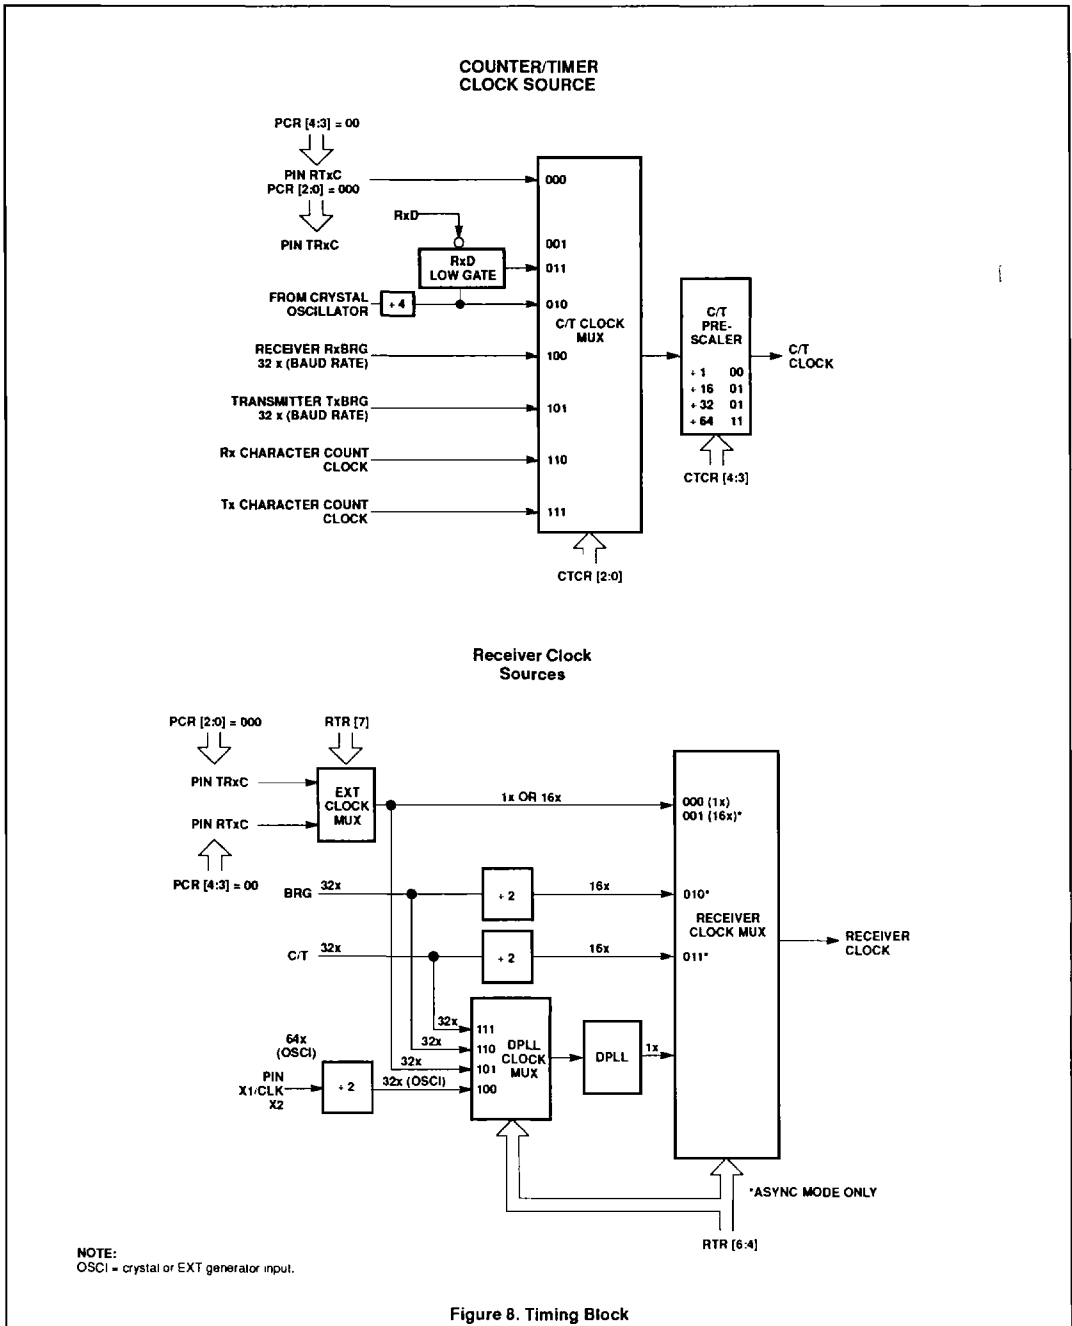 COUNTER/TIMER
CLOCK SOURCE
PCR [4:3] = 00
PIN RTxC
PCR [2:0] = 000
PIN TRxC
RxD
RxD
LOW GATE
FROM CRYSTAL
OSCILLATOR
÷ 4
RECEIVER RxBRG
32 x (BAUD RATE)
TRANSMITTER TxBRG
32 x (BAUD RATE)
Rx CHARACTER COUNT
CLOCK
Tx CHARACTER COUNT
CLOCK
000
001
011
010
C/T CLOCK
MUX
100
101
110
111
CTCR [2:0]
C/T
PRE-
SCALER
÷ 1 00
÷ 16 01
÷ 32 01
÷ 64 11
CTCR [4:3]
C/T
CLOCK
Receiver Clock
Sources
PCR [2:0] = 000
RTR [7]
PIN TRxC
PIN RTxC
PCR [4:3] = 00
EXT
CLOCK
MUX
1x OR 16x
000 (1x)
001 (16x)*
BRG 32x
÷ 2
16x
010*
RECEIVER
CLOCK MUX
RECEIVER
CLOCK
C/T 32x
÷ 2
16x
011*
32x
111
32x
110
32x
101
32x (OSCI)
100
DPLL
CLOCK
MUX
DPLL
1x
64x
(OSCI)
PIN
X1/CLK
X2
÷ 2
*ASYNC MODE ONLY
RTR [6:4]
NOTE:
OSCI = crystal or EXT generator input.
Figure 8. Timing Block